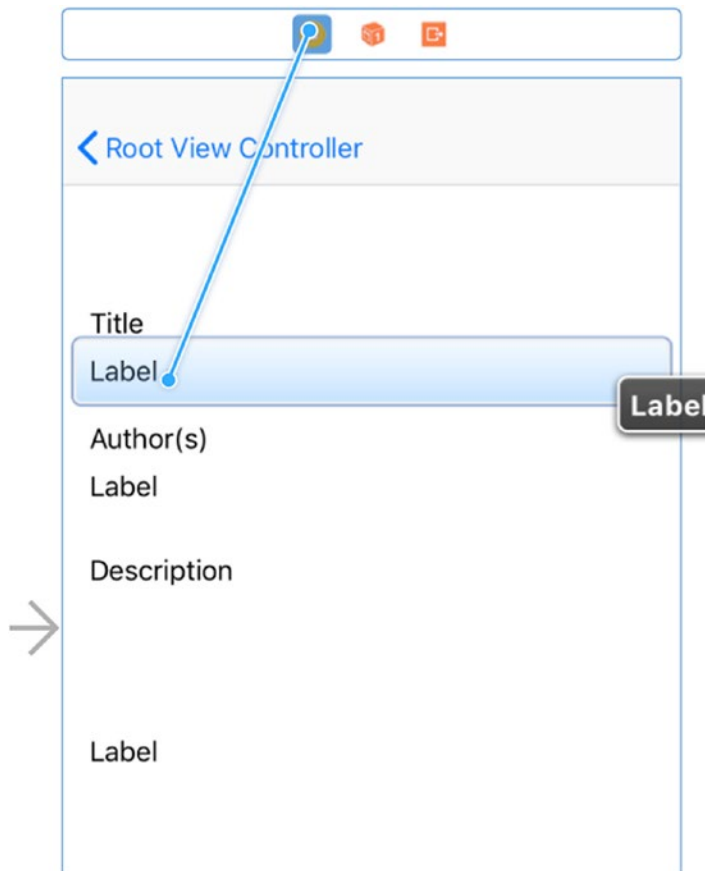 Root View Controller
Title
Label
Label
Author(s)
Label
Description
Label